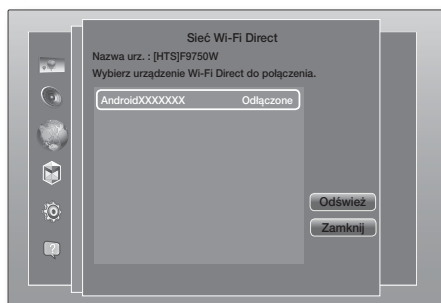 Sieć Wi-Fi Direct
Nazwa urz. : [HTS]F9750W
Wybierz urządzenie Wi-Fi Direct do połączenia.
AndroidXXXXXXX Odłączone
Odśwież
Zamknij